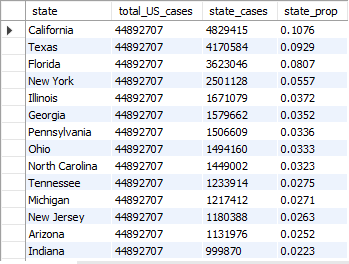 state total_US_cases state_cases state_prop
California 44892707 4829415 0.1076
Texas 44892707 4170584 0.0929
Florida 44892707 3623046 0.0807
New York 44892707 2501128 0.0557
Illinois 44892707 1671079 0.0372
Georgia 44892707 1579662 0.0352
Pennsylvania 44892707 1506609 0.0336
Ohio 44892707 1494160 0.0333
North Carolina 44892707 1449002 0.0323
Tennessee 44892707 1233914 0.0275
Michigan 44892707 1217412 0.0271
New Jersey 44892707 1180388 0.0263
Arizona 44892707 1131976 0.0252
Indiana 44892707 999870 0.0223